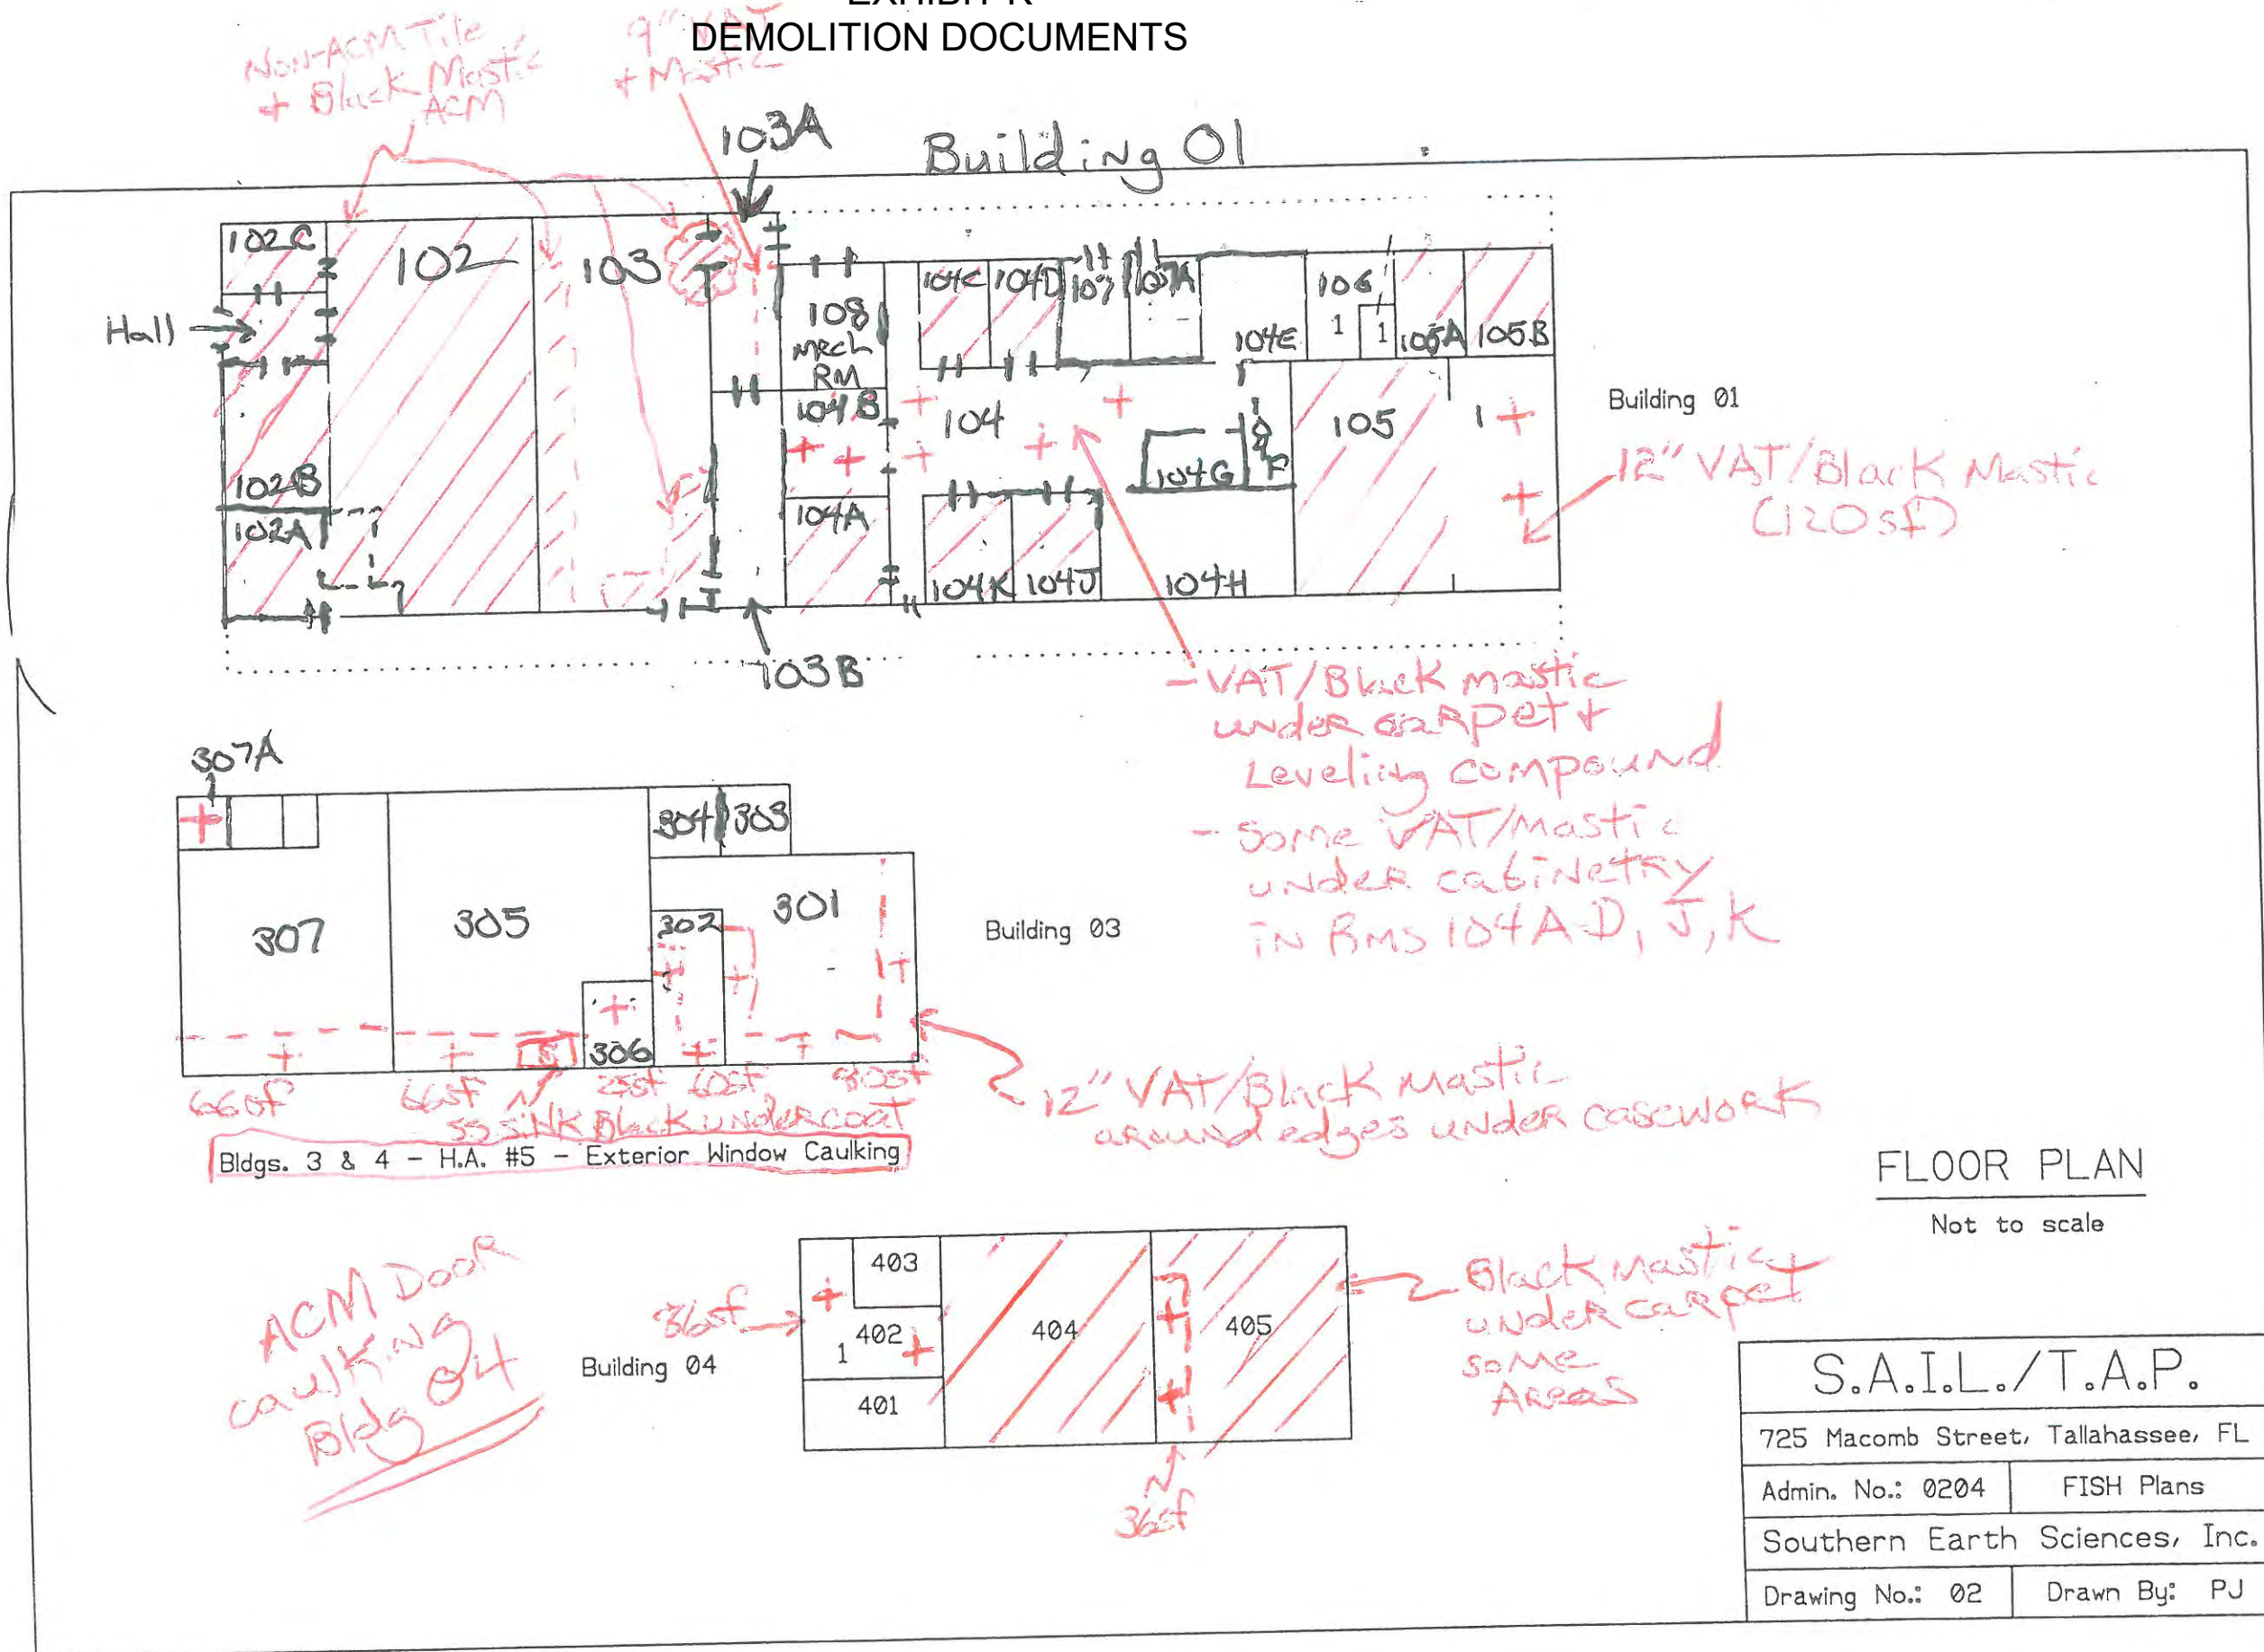 DEMOLITION DOCUMENTS
Non-ACM Tile
+ Black Mastic
ACM
9" VAT
+ Mastic
103A
Building 01
102C
102
103
Hall
102B
102A
108
MRCL
RM
104B
104A
104C
104D
107
107A
104E
106
1
1
105A
105B
104
104G
F
105
1
104K
104J
104H
103B
Building 01
12" VAT/Black Mastic
(120sf)
- VAT/Black mastic
under carpet +
Leveling compound
- Some VAT/Mastic
under cabinetry
in Rms 104A-D, J, K
307A
304
303
307
305
302
301
306
Building 03
66sf
66sf
25sf
60sf
SS sink Black undercoat
12" VAT/Black Mastic
around edges under casework
Bldgs. 3 & 4 - H.A. #5 - Exterior Window Caulking
FLOOR PLAN
Not to scale
ACM Door
caulking
Bldg 04
36sf
Building 04
403
402
1
401
404
405
36sf
Black Mastic
under carpet
some
Areas
S.A.I.L./T.A.P.
725 Macomb Street, Tallahassee, FL
Admin. No.: 0204
FISH Plans
Southern Earth Sciences, Inc.
Drawing No.: 02
Drawn By: PJ